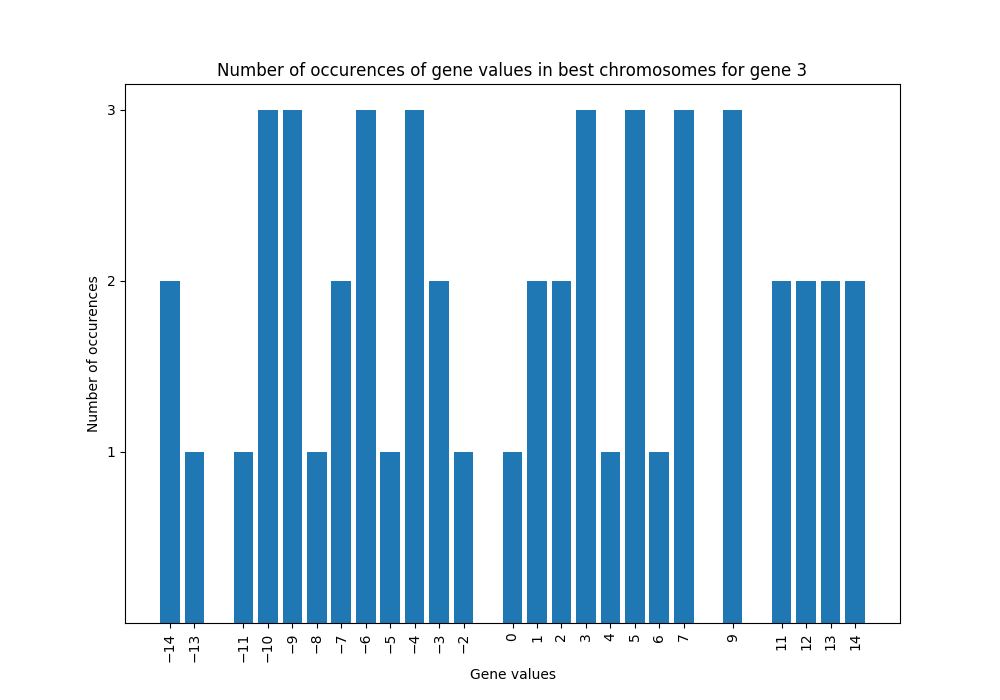 Number of occurences of gene values in best chromosomes for gene 3
3
2
1
Number of occurences
−14 −13 −11 −10 −9 −8 −7 −6 −5 −4 −3 −2 0 1 2 3 4 5 6 7 9 11 12 13 14
Gene values